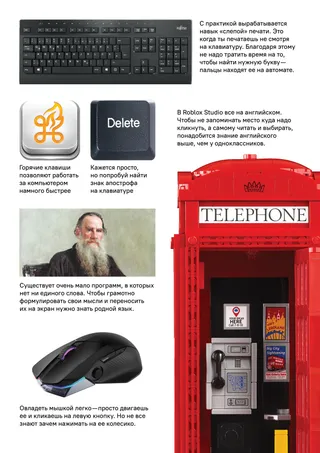 С практикой вырабатывается
навык «слепой» печати. Это
когда ты печатаешь не смотя
на клавиатуру. Благодаря этому
не надо тратить время на то,
чтобы найти нужную букву—
пальцы находят ее на автомате.
Delete
Горячие клавиши
позволяют работать
за компьютером
намного быстрее
Кажется просто,
но попробуй найти
знак апострофа
на клавиатуре
В Roblox Studio все на английском.
Чтобы не запоминать место куда надо
кликнуть, а самому читать и выбирать,
понадобится знание английского
выше, чем у одноклассников.
TELEPHONE
HERE
Существует очень мало программ, в которых
нет ни единого слова. Чтобы грамотно
формулировать свои мысли и переносить
их на экран нужно знать родной язык.
Овладеть мышкой легко—просто двигаешь
ее и кликаешь на левую кнопку. Но не все
знают зачем нажимать на ее колесико.